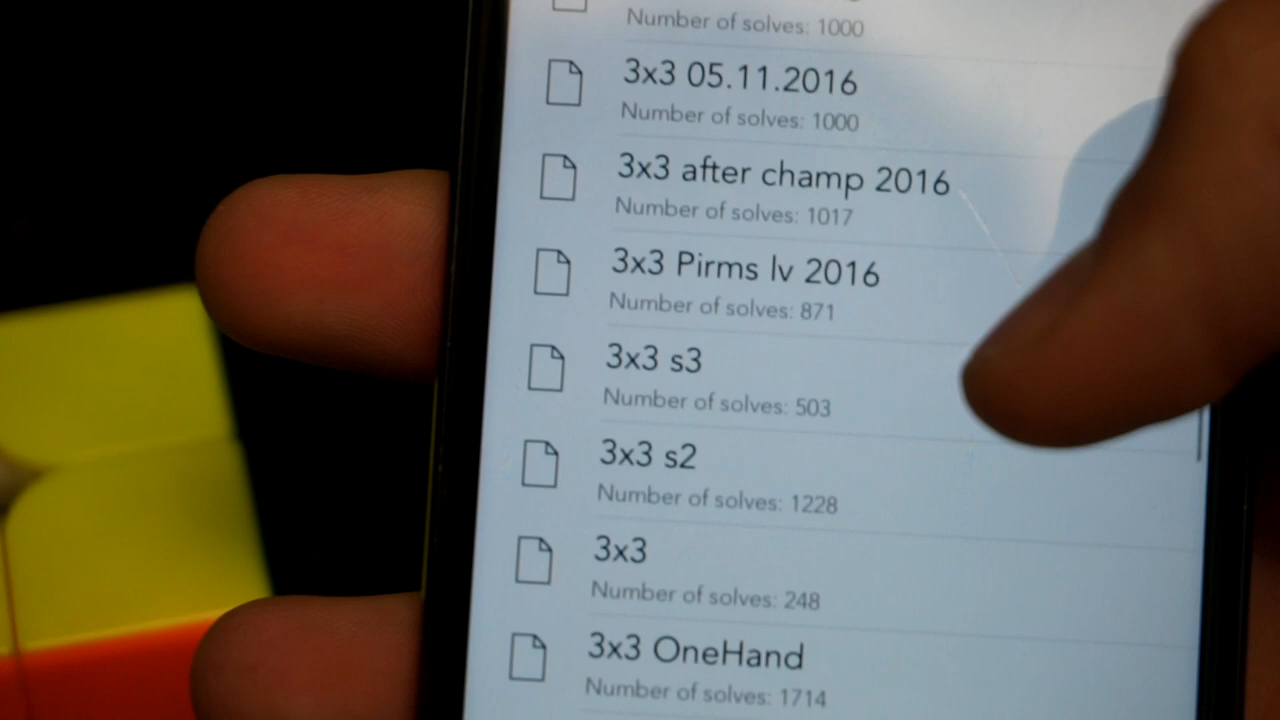 Number of solves: 1000
3x3 05.11.2016
Number of solves: 1000
3x3 after champ 2016
Number of solves: 1017
3x3 Pirms lv 2016
Number of solves: 871
3x3 s3
Number of solves: 503
3x3 s2
Number of solves: 1228
3x3
Number of solves: 248
3x3 OneHand
Number of solves: 1714